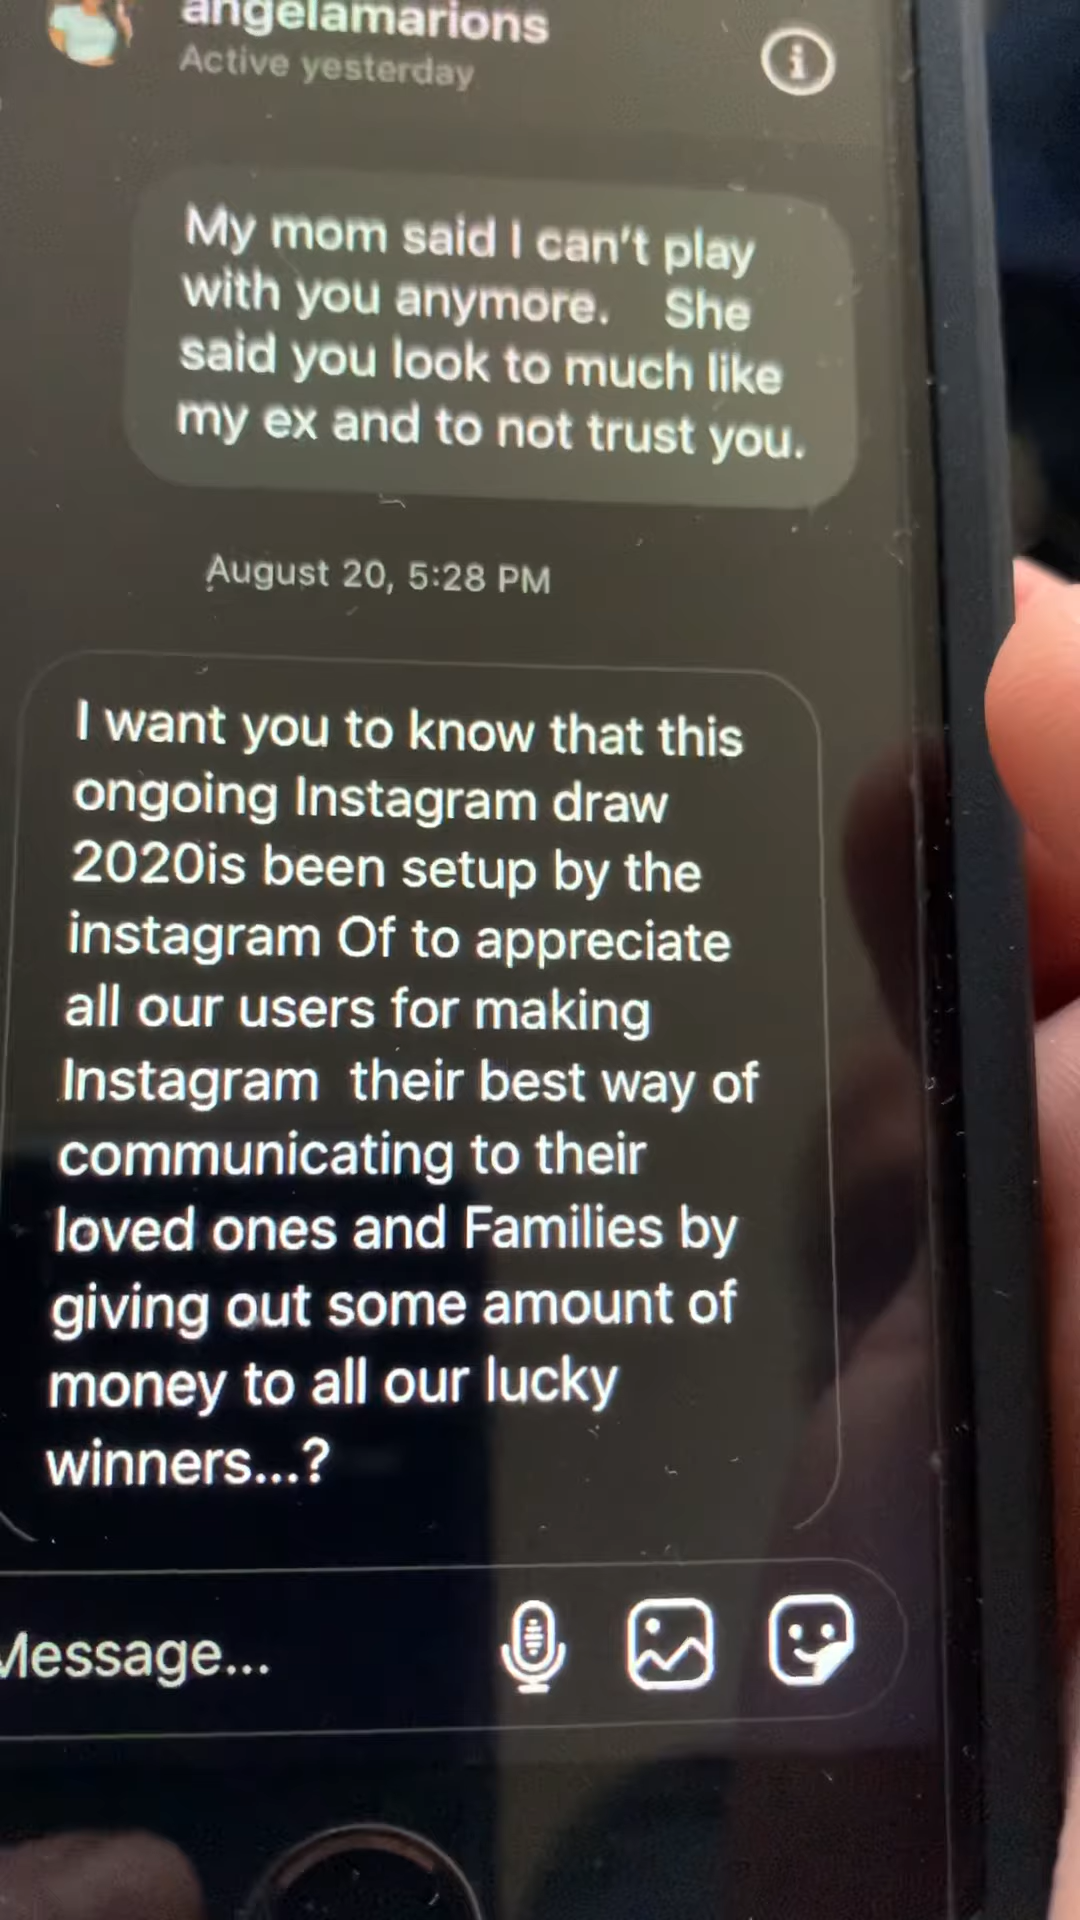 angelamarions
Active yesterday
My mom said I can't play
with you anymore.    She
said you look to much like
my ex and to not trust you.
August 20, 5:28 PM
I want you to know that this
ongoing Instagram draw
2020is been setup by the
instagram Of to appreciate
all our users for making
Instagram  their best way of
communicating to their
loved ones and Families by
giving out some amount of
money to all our lucky
winners...?
Message...